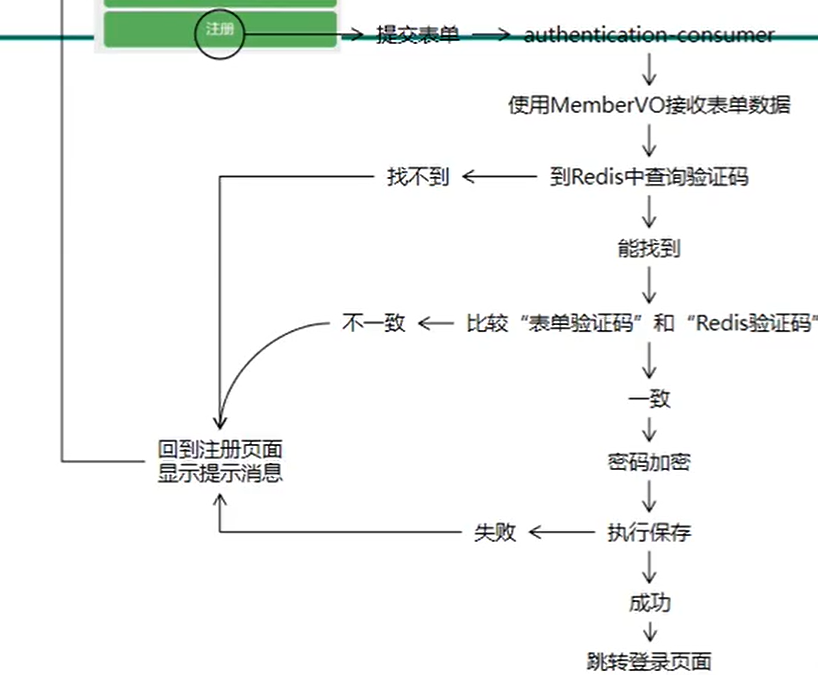 注册
提交表单
authentication-consumer
使用MemberVO接收表单数据
找不到
到Redis中查询验证码
能找到
不一致
比较“表单验证码”和“Redis验证码”
一致
回到注册页面
显示提示消息
密码加密
失败
执行保存
成功
跳转登录页面